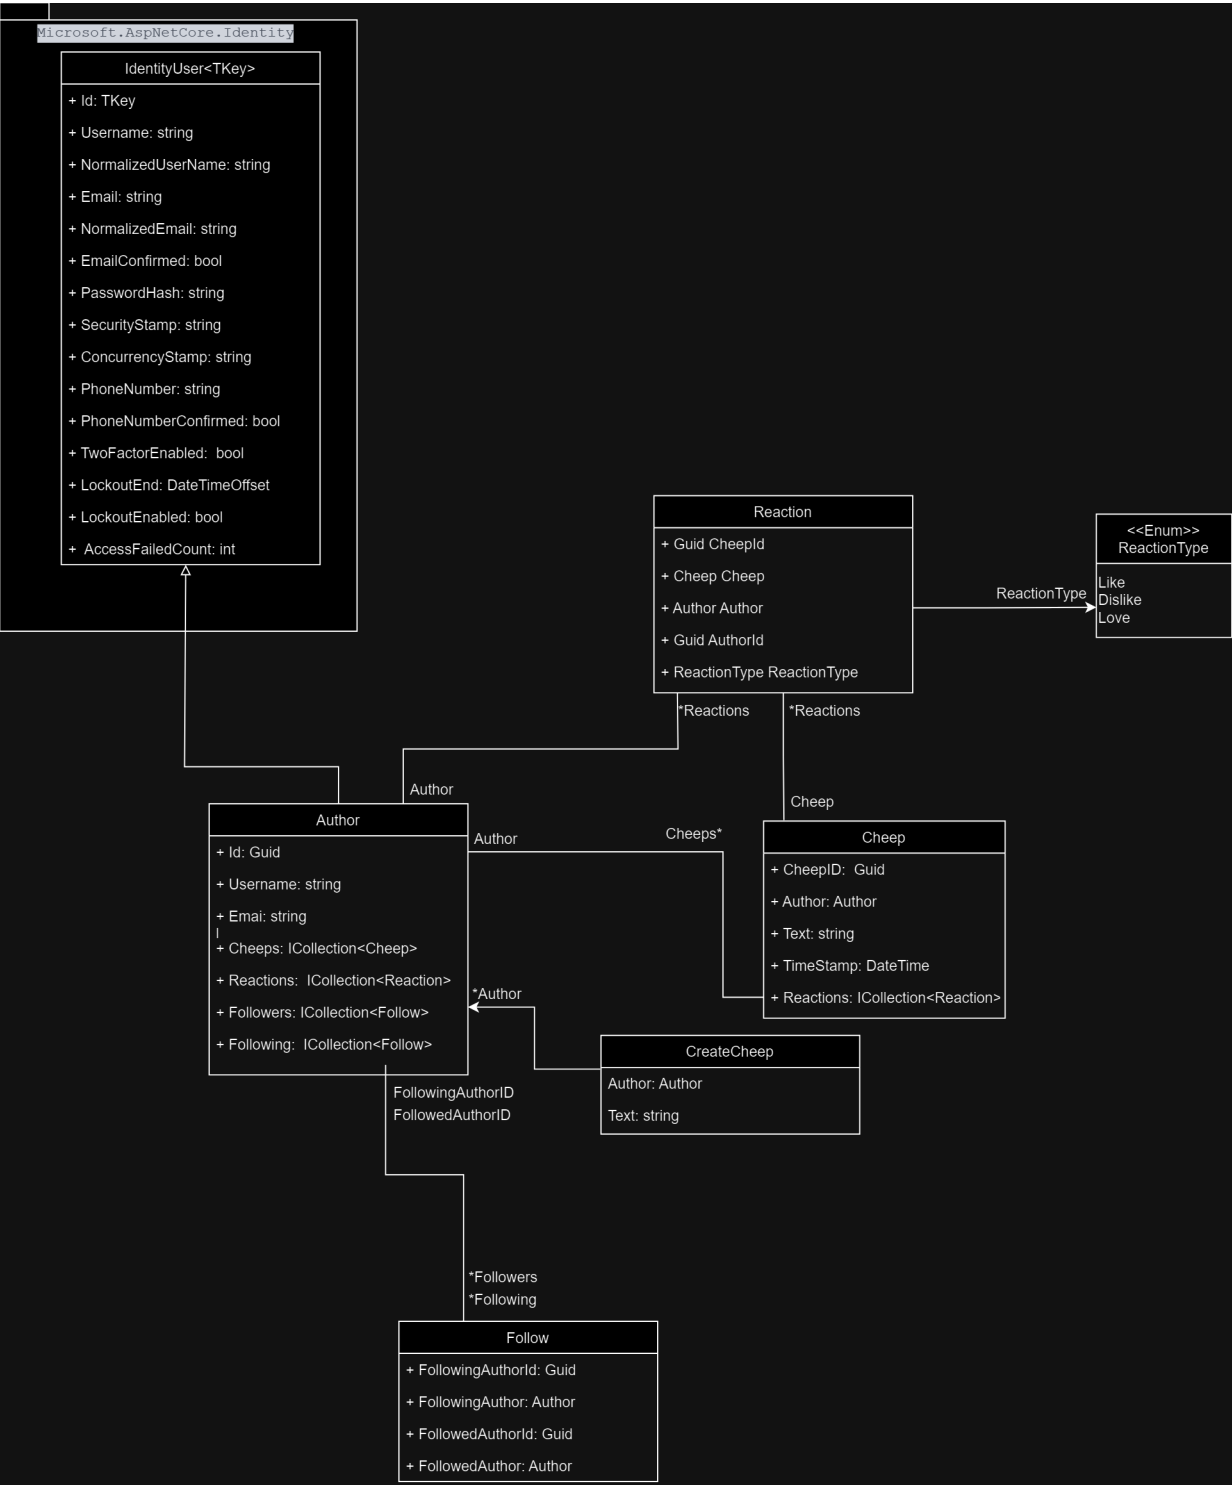 Microsoft.AspNetCore.Identity
IdentityUser<TKey>
+ Id: TKey
+ Username: string
+ NormalizedUserName: string
+ Email: string
+ NormalizedEmail: string
+ EmailConfirmed: bool
+ PasswordHash: string
+ SecurityStamp: string
+ ConcurrencyStamp: string
+ PhoneNumber: string
+ PhoneNumberConfirmed: bool
+ TwoFactorEnabled:  bool
+ LockoutEnd: DateTimeOffset
+ LockoutEnabled: bool
+  AccessFailedCount: int
Reaction
+ Guid CheepId
+ Cheep Cheep
+ Author Author
+ Guid AuthorId
+ ReactionType ReactionType
ReactionType
<<Enum>>
ReactionType
Like
Dislike
Love
*Reactions
*Reactions
Author
Cheep
Author
+ Id: Guid
+ Username: string
+ Emai: string
l
+ Cheeps: ICollection<Cheep>
+ Reactions:  ICollection<Reaction>
+ Followers: ICollection<Follow>
+ Following:  ICollection<Follow>
Author
Cheeps*
Cheep
+ CheepID:  Guid
+ Author: Author
+ Text: string
+ TimeStamp: DateTime
+ Reactions: ICollection<Reaction>
*Author
CreateCheep
Author: Author
Text: string
FollowingAuthorID
FollowedAuthorID
*Followers
*Following
Follow
+ FollowingAuthorId: Guid
+ FollowingAuthor: Author
+ FollowedAuthorId: Guid
+ FollowedAuthor: Author